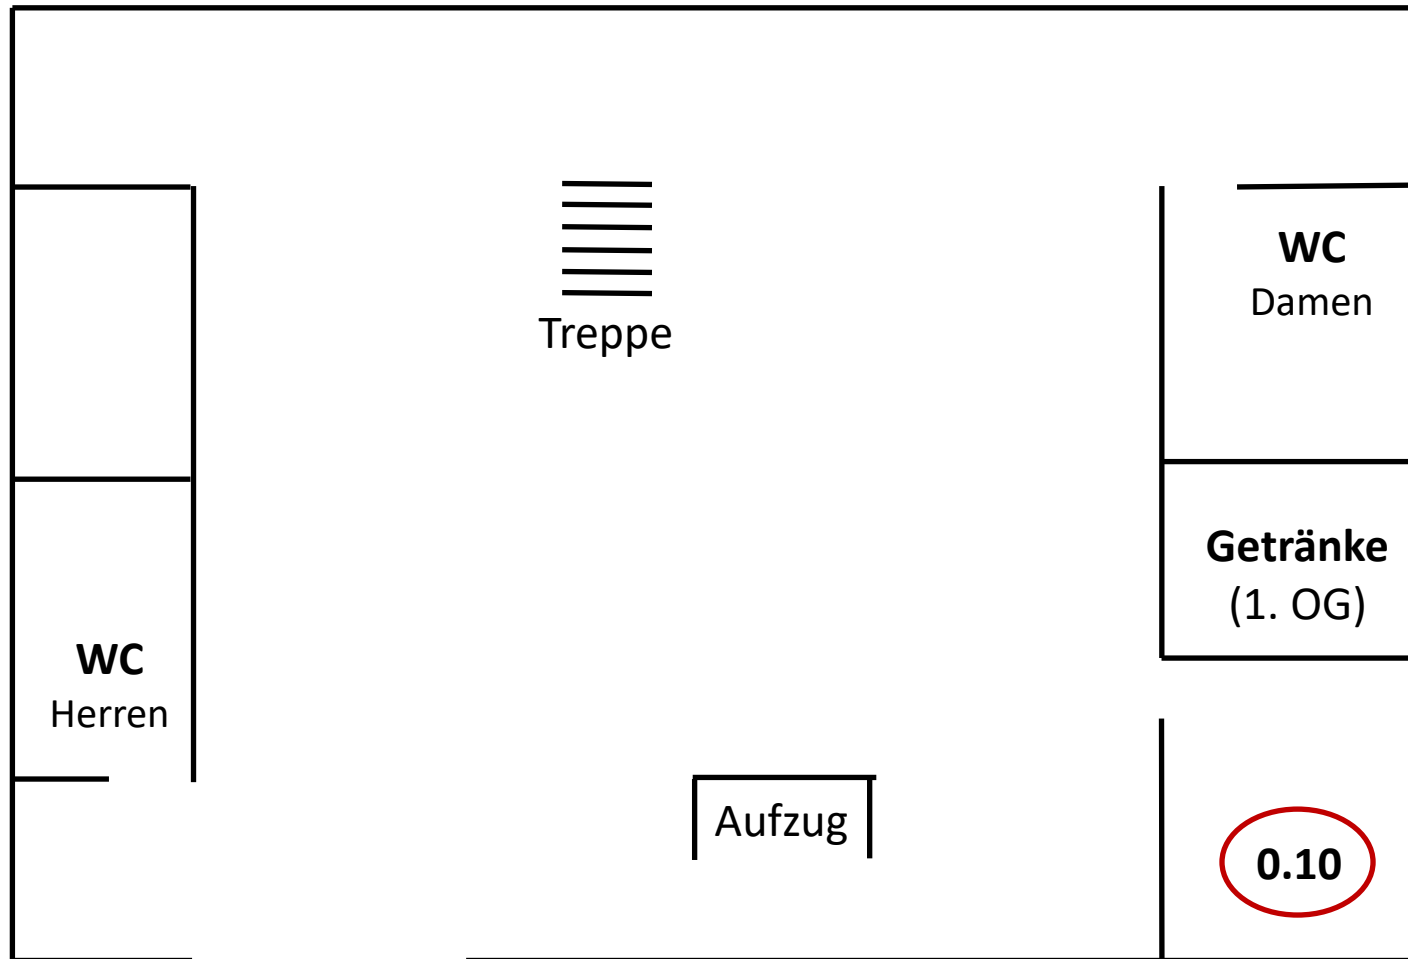 WC
Damen
Treppe
Getränke
(1. OG)
WC
Herren
Aufzug
0.10